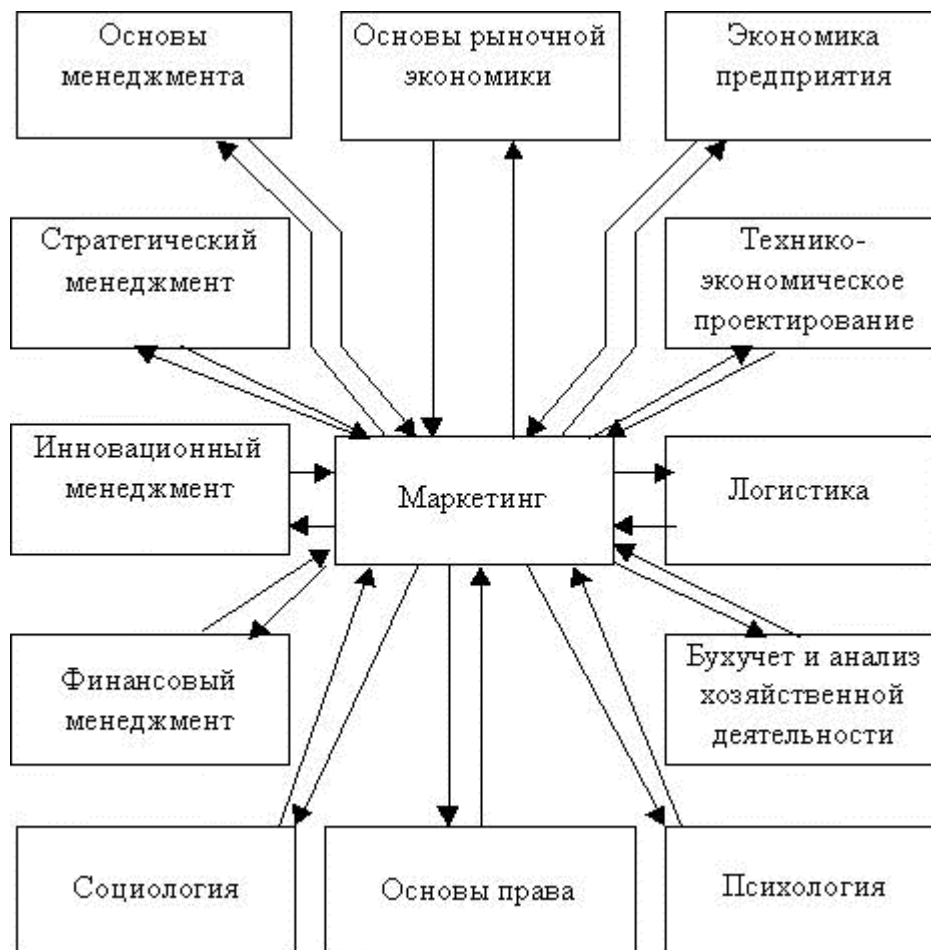 Основы
менеджмента
Основы рыночной
экономики
Экономика
предприятия
Стратегический
менеджмент
Технико-
экономическое
проектирование
Инновационный
менеджмент
Маркетинг
Логистика
Финансовый
менеджмент
Бухучет и анализ
хозяйственной
деятельности
Социология
Основы права
Психология